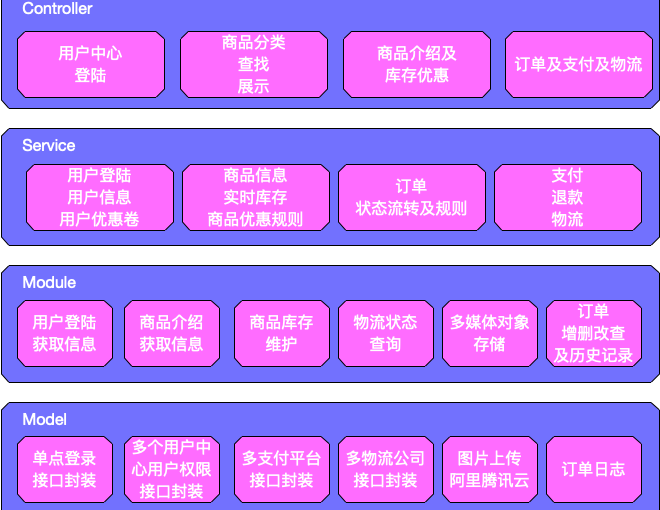 Controller
用户中心
登陆
商品分类
查找
展示
商品介绍及
库存优惠
订单及支付及物流
Service
用户登陆
用户信息
用户优惠卷
商品信息
实时库存
商品优惠规则
订单
状态流转及规则
支付
退款
物流
Module
用户登陆
获取信息
商品介绍
获取信息
商品库存
维护
物流状态
查询
多媒体对象
存储
订单
增删改查
及历史记录
Model
单点登录
接口封装
多个用户中
心用户权限
接口封装
多支付平台
接口封装
多物流公司
接口封装
图片上传
阿里腾讯云
订单日志